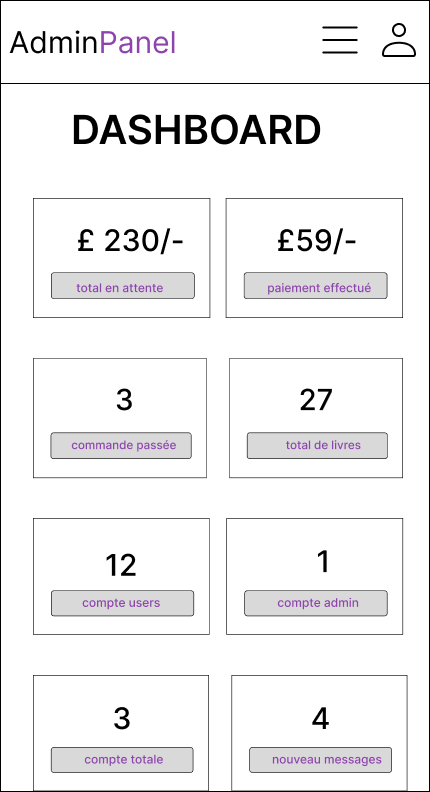 AdminPanel
DASHBOARD
£ 230/-
£59/-
total en attente
paiement effectué
3
27
commande passée
total de livres
12
1
compte users
compte admin
3
4
compte totale
nouveau messages